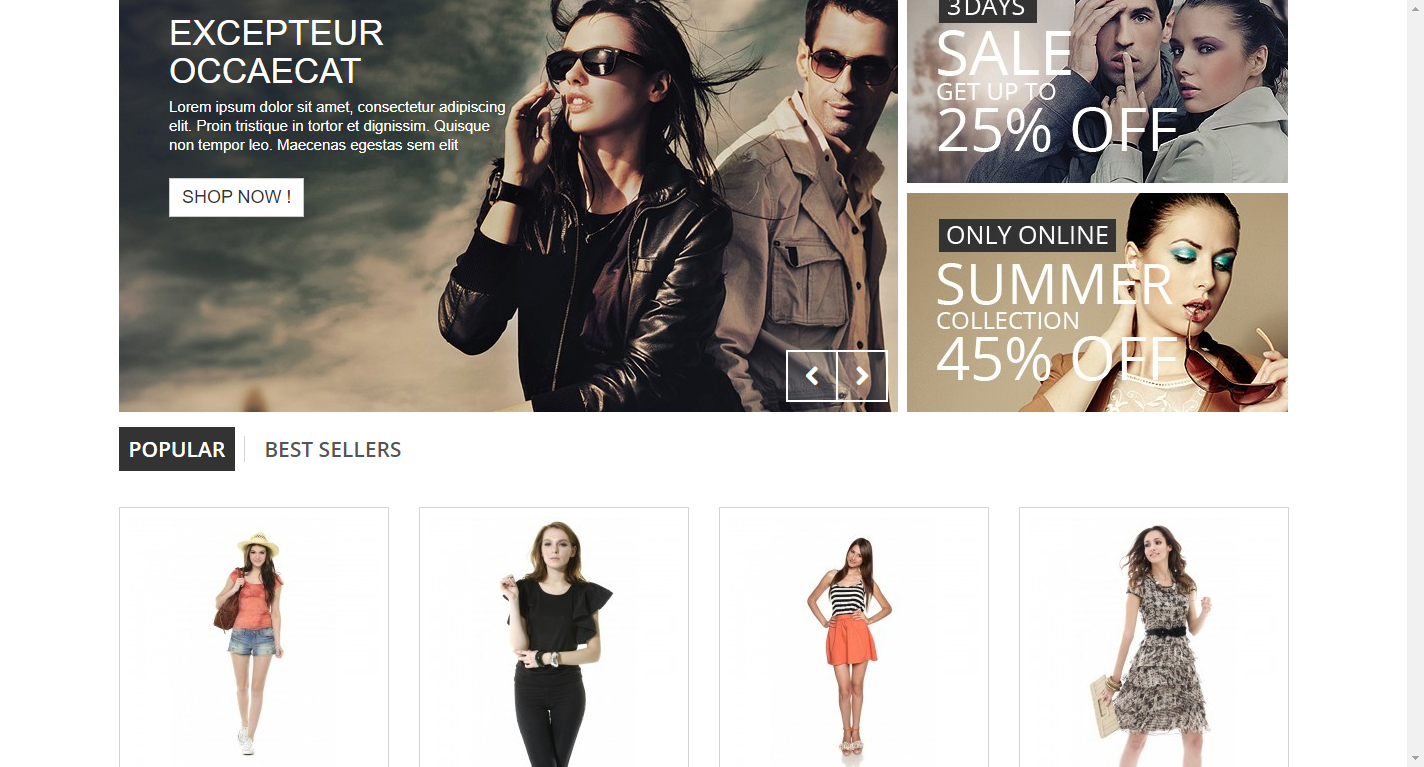 EXCEPTEUR
OCCAECAT
Lorem ipsum dolor sit amet, consectetur adipiscing
elit. Proin tristique in tortor et dignissim. Quisque
non tempor leo. Maecenas egestas sem elit
SHOP NOW !
3 DAYS
SALE
GET UP TO
25% OFF
ONLY ONLINE
SUMMER
COLLECTION
45% OFF
POPULAR
BEST SELLERS